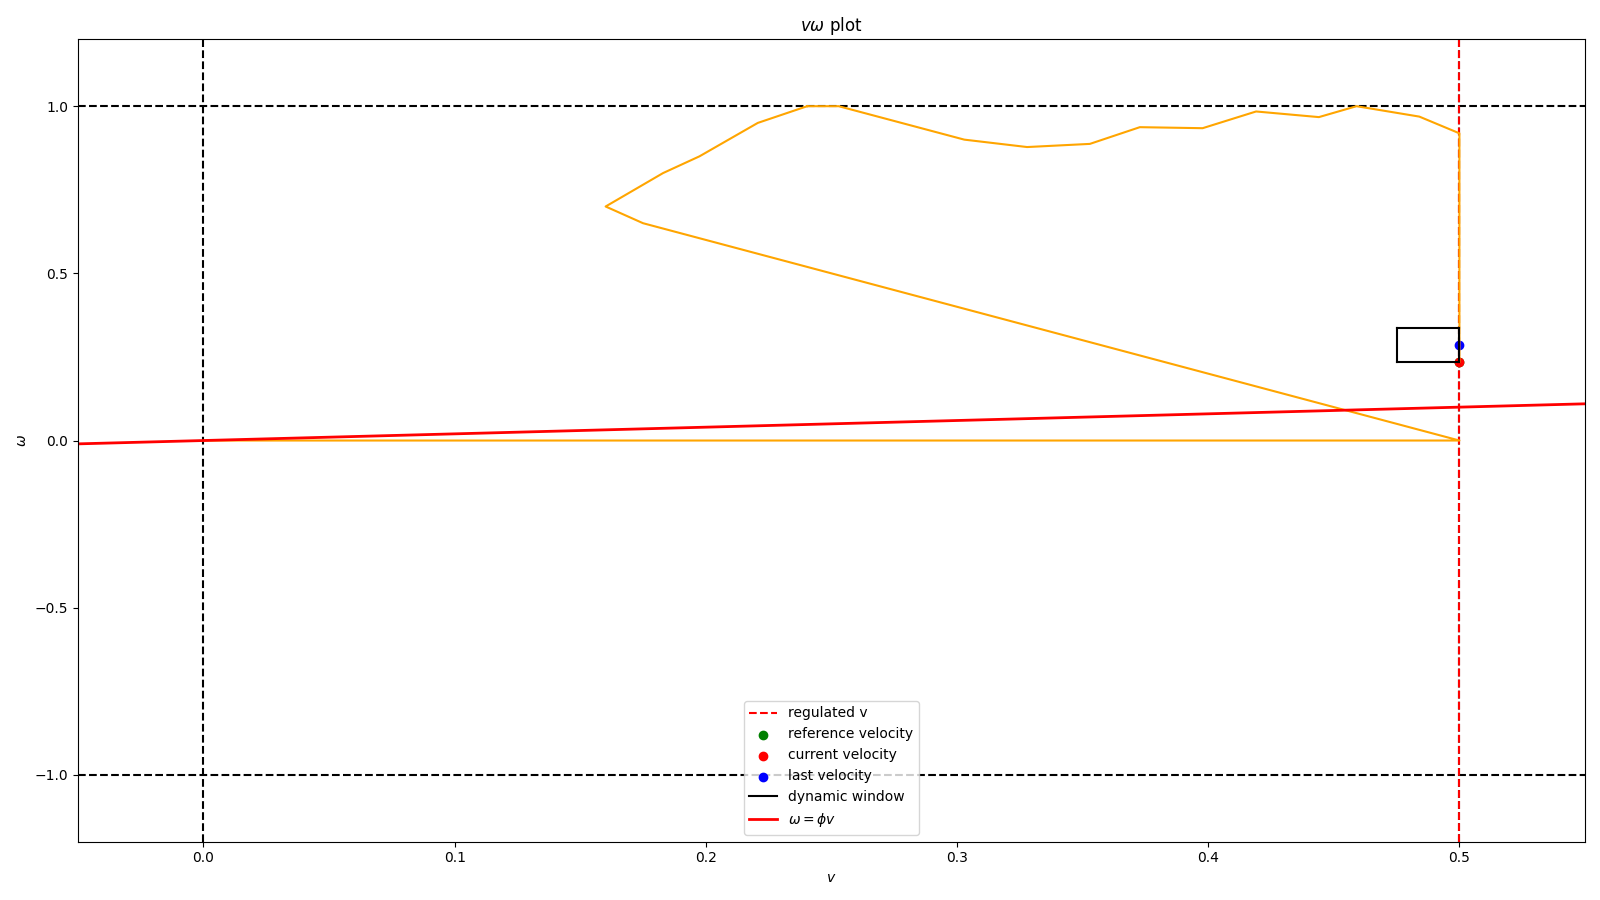 vω plot
1.0
0.5
0.0
−0.5
−1.0
ω
0.0
0.1
0.2
0.3
0.4
0.5
v
regulated v
reference velocity
current velocity
last velocity
dynamic window
ω = ϕv